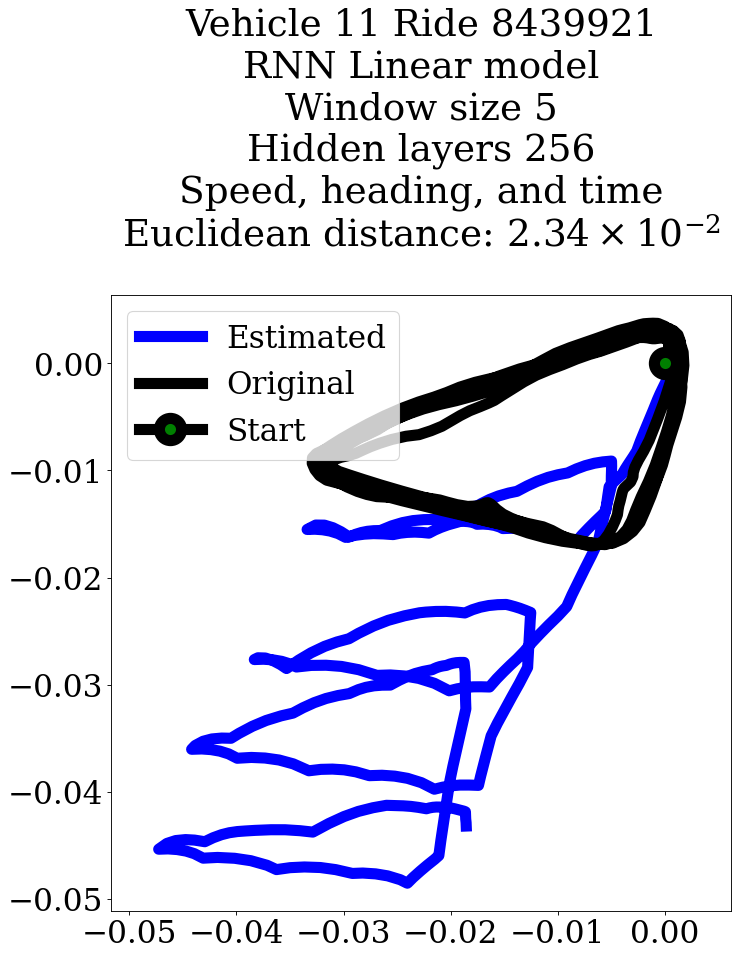 Vehicle 11 Ride 8439921
RNN Linear model
Window size 5
Hidden layers 256
Speed, heading, and time
Euclidean distance: 2.34 × 10⁻²
Estimated
Original
Start
0.00
−0.01
−0.02
−0.03
−0.04
−0.05
−0.05 −0.04 −0.03 −0.02 −0.01 0.00